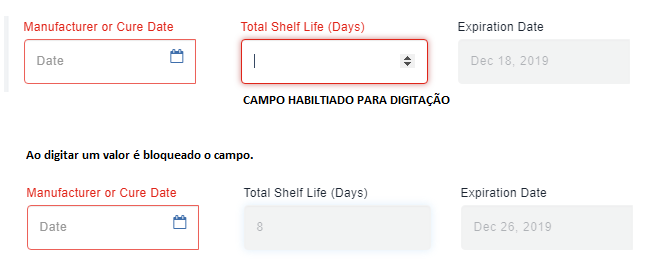 Manufacturer or Cure Date Total Shelf Life (Days) Expiration Date
Date Dec 18, 2019
CAMPO HABILTIADO PARA DIGITAÇÃO
Ao digitar um valor é bloqueado o campo.
Manufacturer or Cure Date Total Shelf Life (Days) Expiration Date
Date 8 Dec 26, 2019